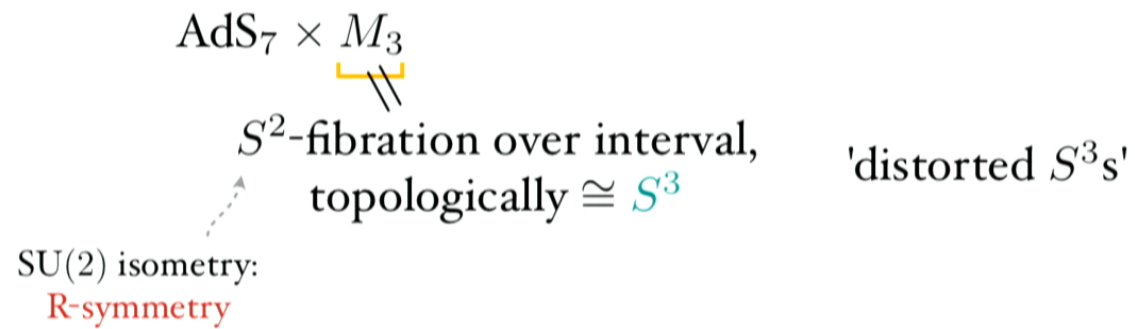 AdS₇ × M₃
S²-fibration over interval,
topologically ≅ S³
'distorted S³s'
SU(2) isometry:
R-symmetry